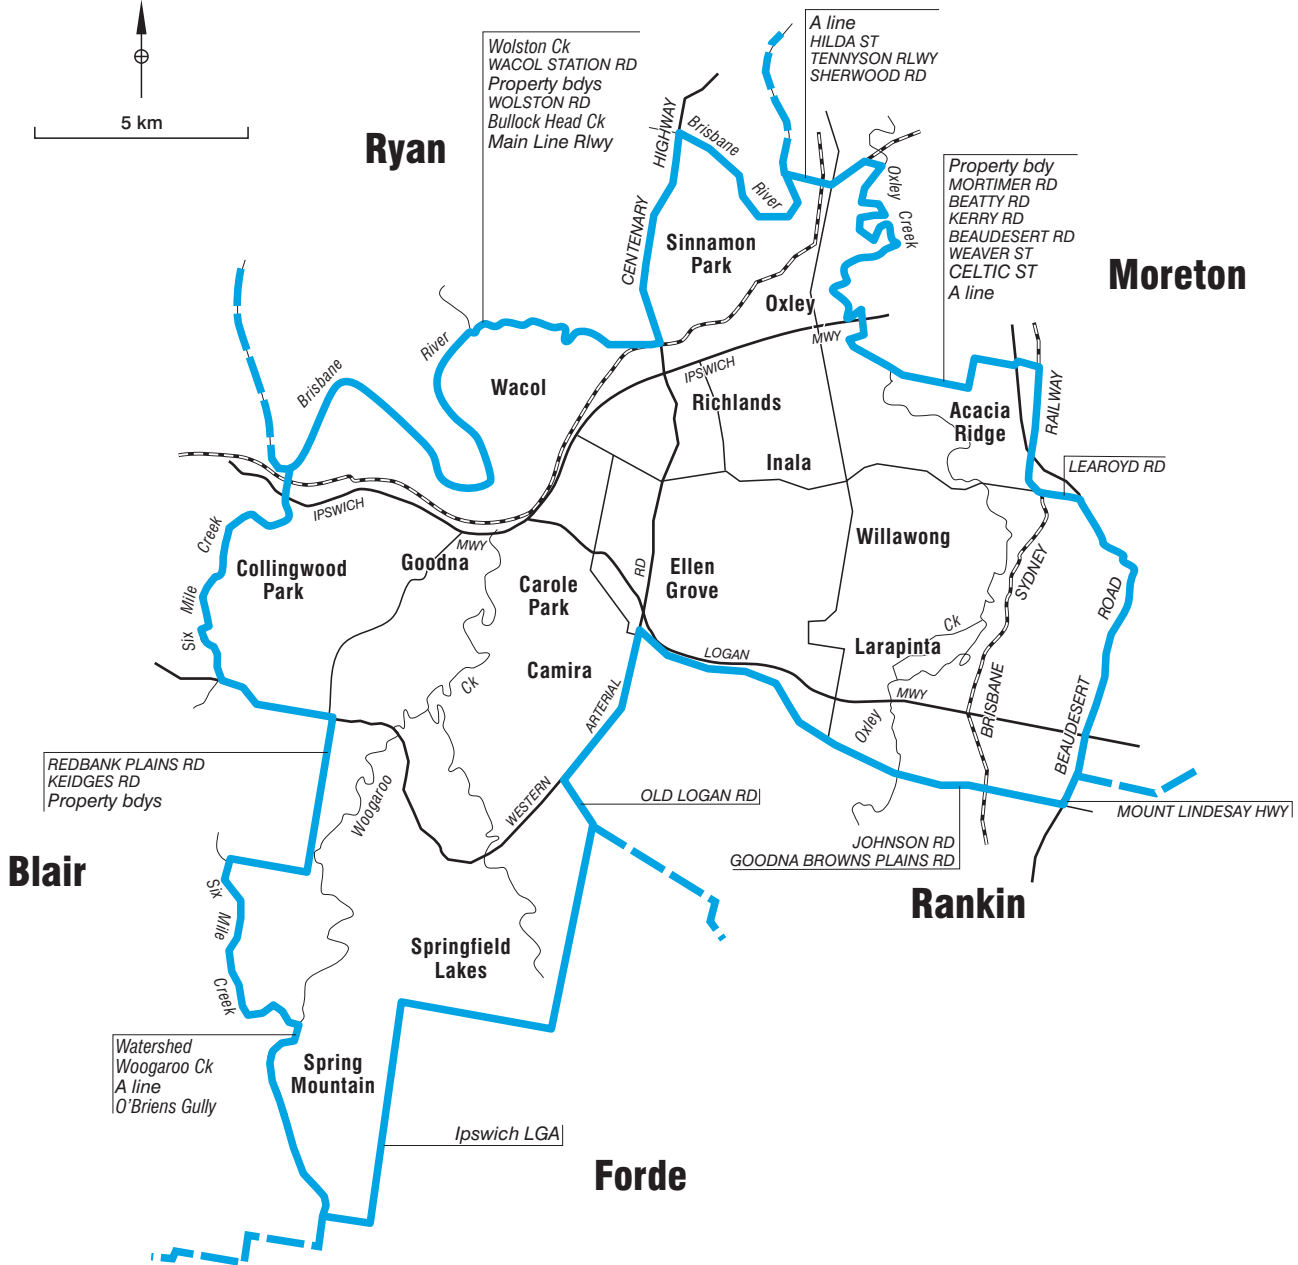 A line
HILDA ST
TENNYSON RLWY
SHERWOOD RD
Wolston Ck
WACOL STATION RD
Property bdys
WOLSTON RD
Bullock Head Ck
Main Line Rlwy
5 km
Ryan
HIGHWAY
Brisbane
River
CENTENARY
Sinnamon
Park
Oxley
Creek
Property bdy
MORTIMER RD
BEATTY RD
KERRY RD
BEAUDESERT RD
WEAVER ST
CELTIC ST
A line
Moreton
Oxley
MWY
IPSWICH
River
Brisbane
Wacol
Richlands
Acacia
Ridge
RAILWAY
Inala
LEAROYD RD
IPSWICH
MWY
Creek
Mile
Six
Collingwood
Park
Goodna
Carole
Park
RD
Ellen
Grove
Willawong
SYDNEY
ROAD
Ck
Larapinta
LOGAN
MWY
Camira
Ck
ARTERIAL
BRISBANE
Oxley
BEAUDESERT
REDBANK PLAINS RD
KEIDGES RD
Property bdys
Woogaroo
WESTERN
OLD LOGAN RD
MOUNT LINDESAY HWY
JOHNSON RD
GOODNA BROWNS PLAINS RD
Blair
Six
Mile
Creek
Rankin
Springfield
Lakes
Watershed
Woogaroo Ck
A line
O'Briens Gully
Spring
Mountain
Ipswich LGA
Forde